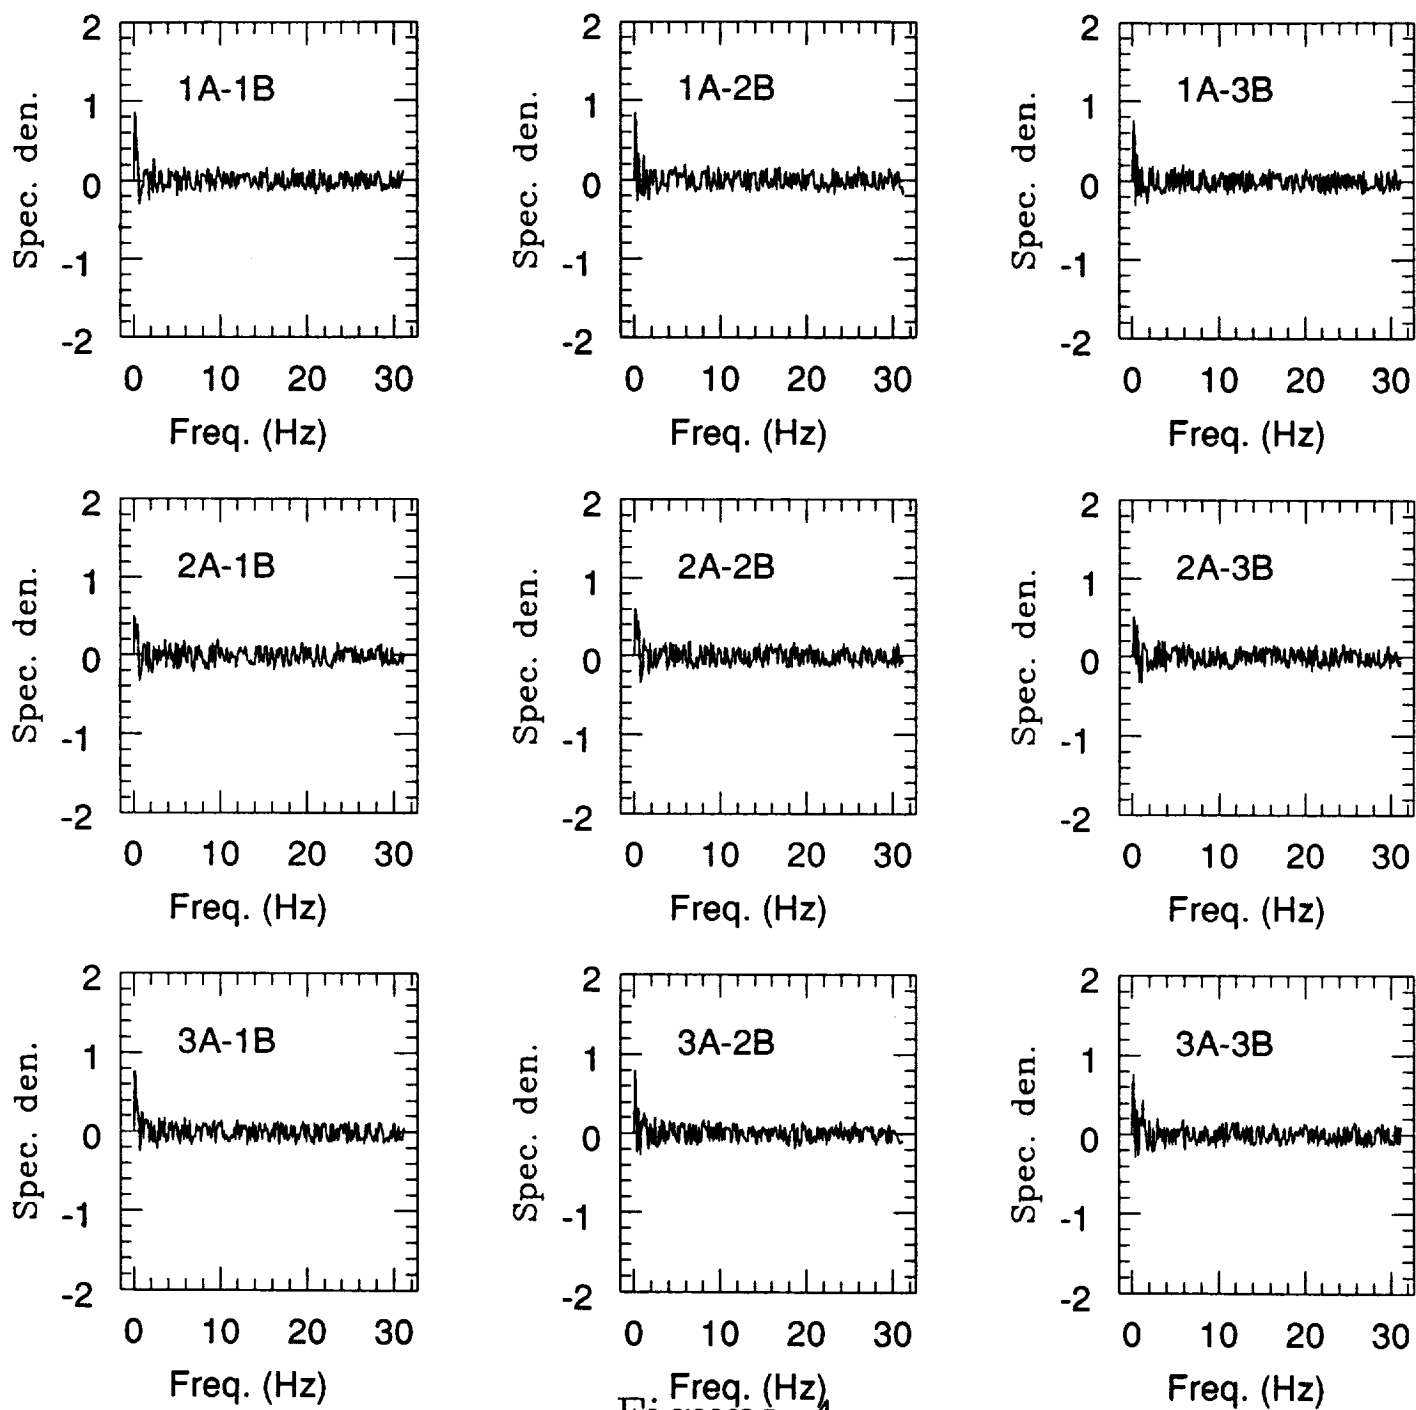 2 2 2
1A-1B 1A-2B 1A-3B
1 1 1
Spec. den. Spec. den. Spec. den.
0 0 0
-1 -1 -1
-2 -2 -2
0 10 20 30 0 10 20 30 0 10 20 30
Freq. (Hz) Freq. (Hz) Freq. (Hz)
2 2 2
2A-1B 2A-2B 2A-3B
1 1 1
Spec. den. Spec. den. Spec. den.
0 0 0
-1 -1 -1
-2 -2 -2
0 10 20 30 0 10 20 30 0 10 20 30
Freq. (Hz) Freq. (Hz) Freq. (Hz)
2 2 2
3A-1B 3A-2B 3A-3B
1 1 1
Spec. den. Spec. den. Spec. den.
0 0 0
-1 -1 -1
-2 -2 -2
0 10 20 30 0 10 20 30 0 10 20 30
Freq. (Hz) Freq. (Hz) Freq. (Hz)